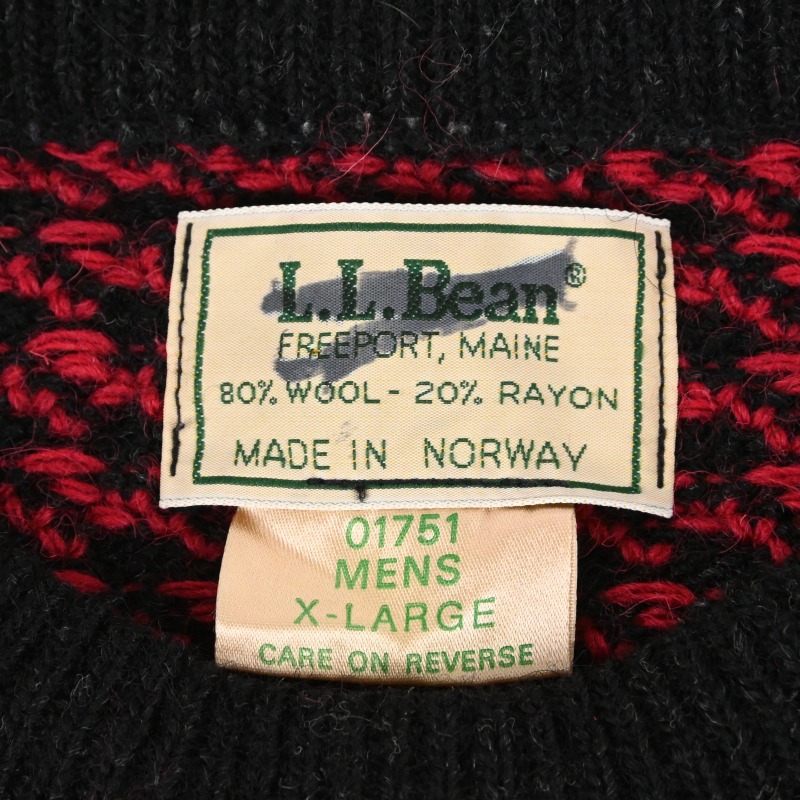 L.L.Bean®
FREEPORT, MAINE
80% WOOL - 20% RAYON
MADE IN NORWAY
01751
MENS
X-LARGE
CARE ON REVERSE